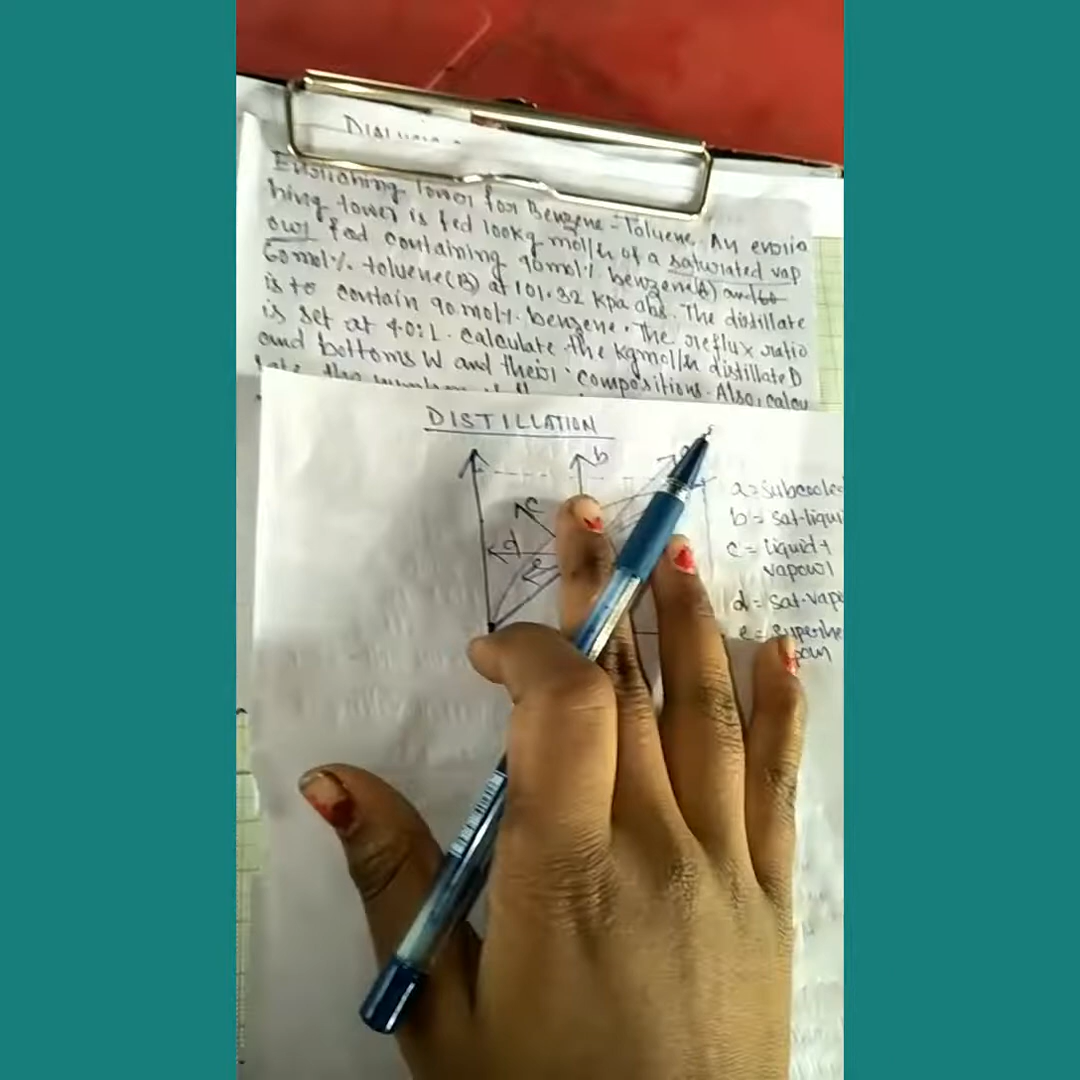 Enriching Tower for Benzene-Toluene. An enric
hing tower is fed 100kg mol/h of a saturated vap
our fed containing 40mol% benzene(A) and 60
60mol% toluene(B) at 101.32 kpa abs. The distillate
is to contain 90mol% benzene. The reflux ratio
is set at 4.0:1. calculate the kgmol/h distillate D
and bottoms W and their compositions. Also, calcu
DISTILLATION
b
c
d
e
a = subcooled
b = sat-liqui
c = liquid+
vapour
d = sat-vapo
e = superhe